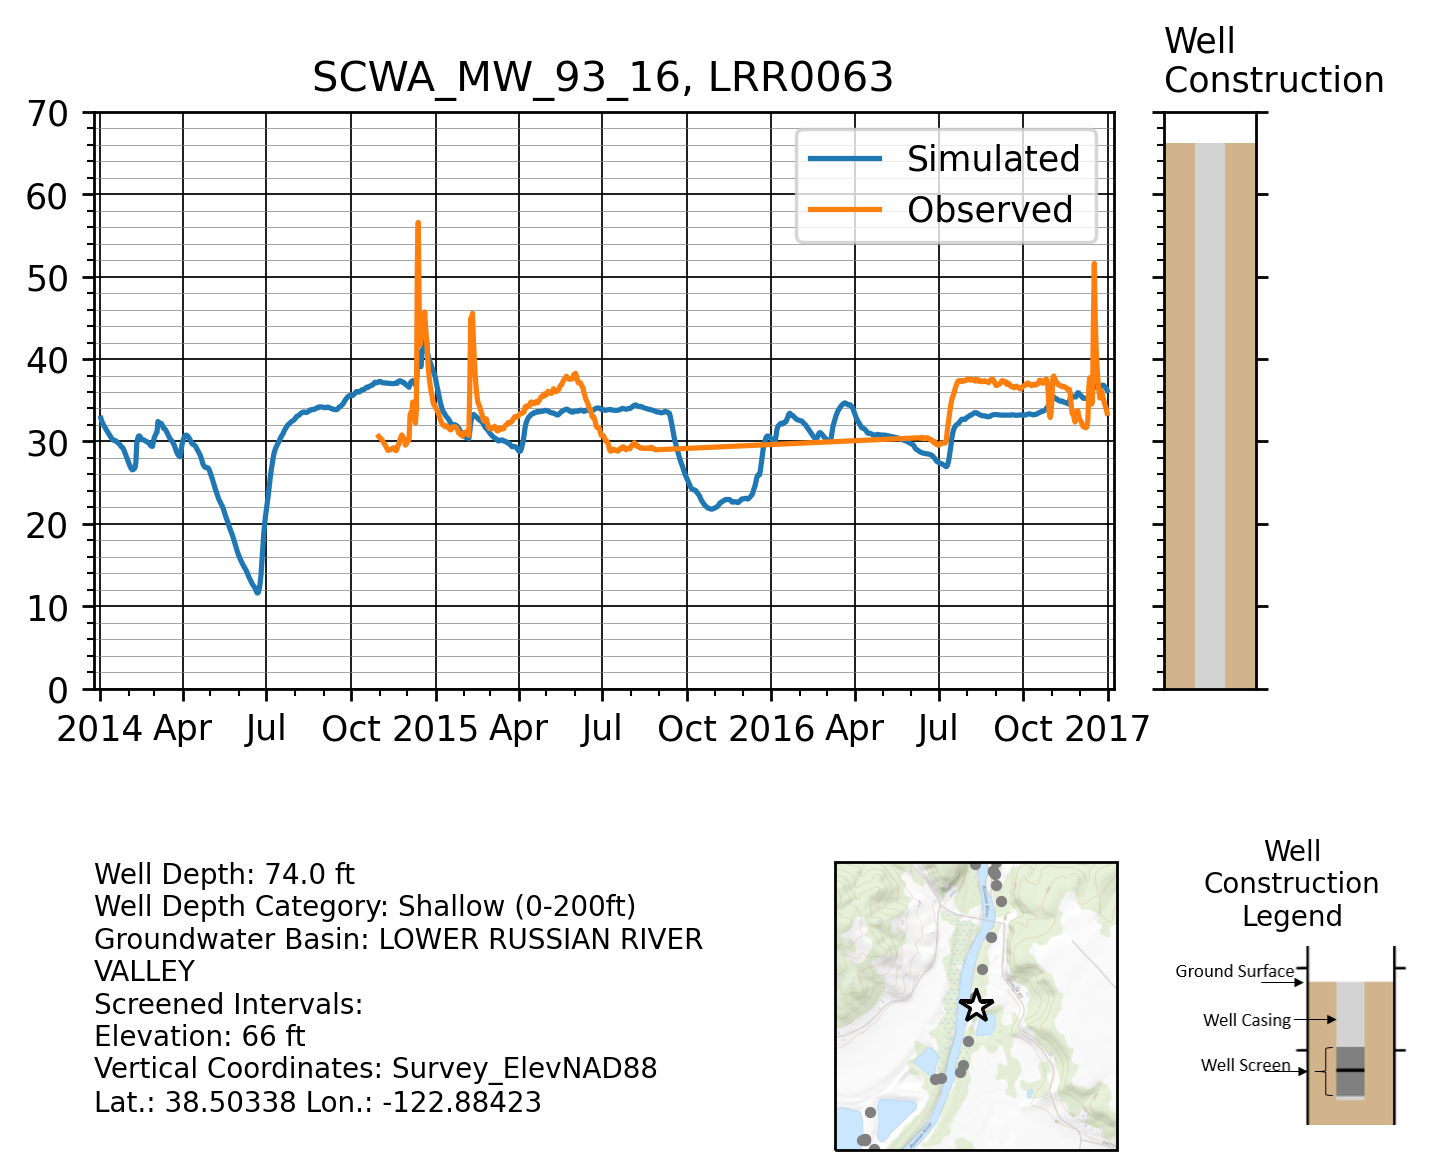 Well
Construction
SCWA_MW_93_16, LRR0063
70
60
50
40
30
20
10
0
Simulated
Observed
2014 Apr Jul Oct 2015 Apr Jul Oct 2016 Apr Jul Oct 2017
Well Depth: 74.0 ft
Well Depth Category: Shallow (0-200ft)
Groundwater Basin: LOWER RUSSIAN RIVER
VALLEY
Screened Intervals:
Elevation: 66 ft
Vertical Coordinates: Survey_ElevNAD88
Lat.: 38.50338 Lon.: -122.88423
Well
Construction
Legend
Ground Surface
Well Casing
Well Screen